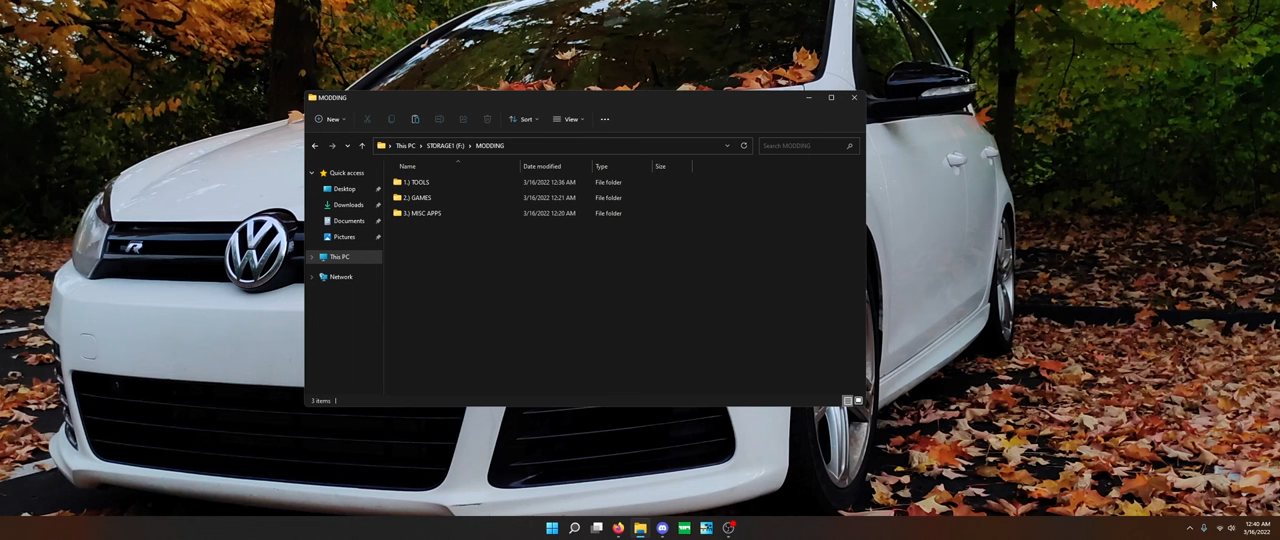 MODDING
New
Sort
View
This PC
STORAGE1 (F:)
MODDING
Search MODDING
Name
Date modified
Type
Size
Quick access
Desktop
Downloads
Documents
Pictures
This PC
Network
1.) TOOLS 3/16/2022 12:36 AM File folder
2.) GAMES 3/16/2022 12:21 AM File folder
3.) MISC APPS 3/16/2022 12:20 AM File folder
3 items
R
12:40 AM
3/16/2022